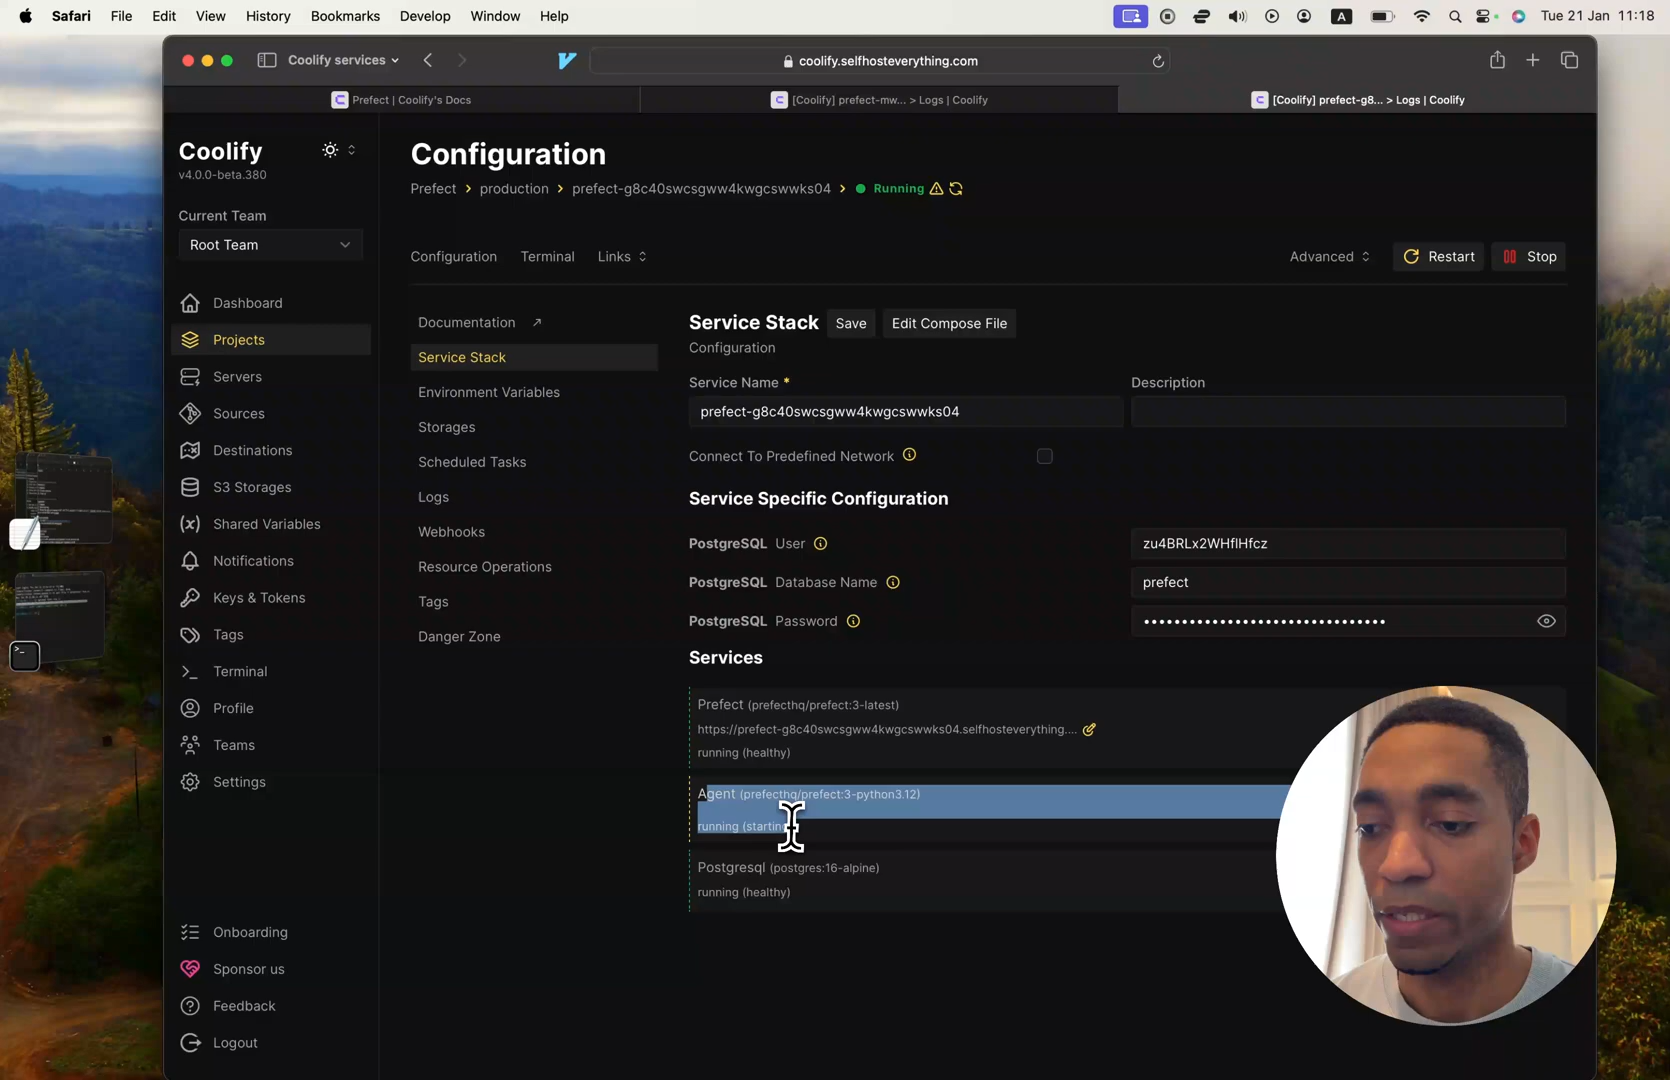 Safari File Edit View History Bookmarks Develop Window Help A Tue 21 Jan 11:18
Coolify services coolify.selfhosteverything.com
Prefect | Coolify's Docs [Coolify] prefect-mw... > Logs | Coolify [Coolify] prefect-g8... > Logs | Coolify
Coolify
v4.0.0-beta.380
Current Team
Root Team
Dashboard
Projects
Servers
Sources
Destinations
S3 Storages
Shared Variables
Notifications
Keys & Tokens
Tags
Terminal
Profile
Teams
Settings
Onboarding
Sponsor us
Feedback
Logout
Configuration
Prefect > production > prefect-g8c40swcsgww4kwgcswwks04 > Running
Configuration Terminal Links Advanced Restart Stop
Documentation
Service Stack
Environment Variables
Storages
Scheduled Tasks
Logs
Webhooks
Resource Operations
Tags
Danger Zone
Service Stack Save Edit Compose File
Configuration
Service Name * Description
prefect-g8c40swcsgww4kwgcswwks04
Connect To Predefined Network
Service Specific Configuration
PostgreSQL User zu4BRLx2WHflHfcz
PostgreSQL Database Name prefect
PostgreSQL Password
Services
Prefect (prefecthq/prefect:3-latest)
https://prefect-g8c40swcsgww4kwgcswwks04.selfhosteverything....
running (healthy)
Agent (prefecthq/prefect:3-python3.12)
running (starting)
Postgresql (postgres:16-alpine)
running (healthy)